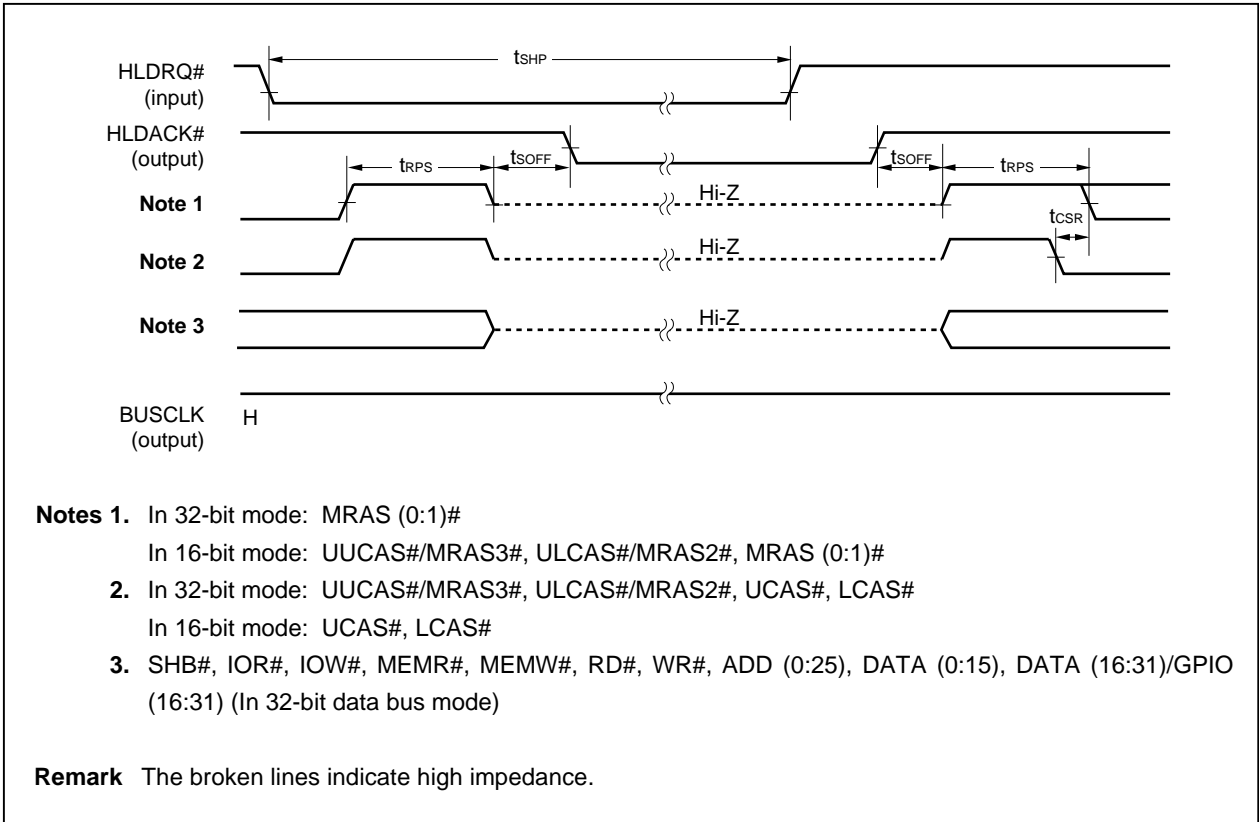 tSHP
HLDRQ#
(input)
HLDACK#
(output)
tRPS
tSOFF
tSOFF
tRPS
Note 1
Hi-Z
tCSR
Note 2
Hi-Z
Note 3
Hi-Z
BUSCLK
(output)
H
Notes 1. In 32-bit mode: MRAS (0:1)#
In 16-bit mode: UUCAS#/MRAS3#, ULCAS#/MRAS2#, MRAS (0:1)#
2. In 32-bit mode: UUCAS#/MRAS3#, ULCAS#/MRAS2#, UCAS#, LCAS#
In 16-bit mode: UCAS#, LCAS#
3. SHB#, IOR#, IOW#, MEMR#, MEMW#, RD#, WR#, ADD (0:25), DATA (0:15), DATA (16:31)/GPIO
(16:31) (In 32-bit data bus mode)
Remark The broken lines indicate high impedance.